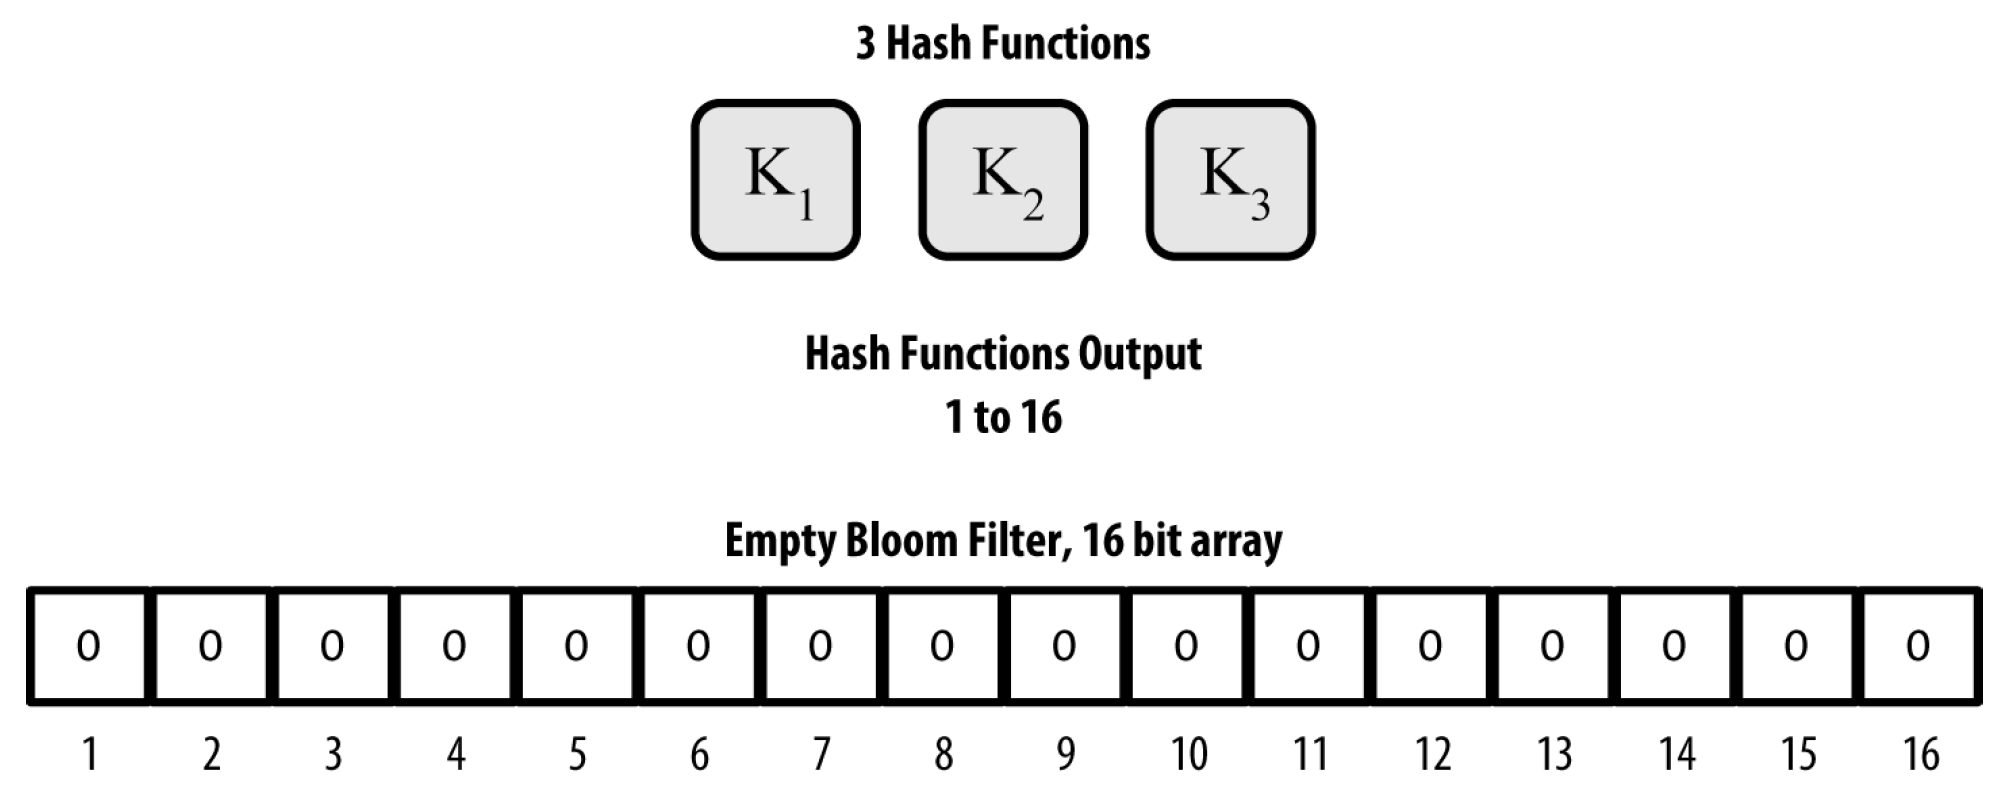 3 Hash Functions
K1 K2 K3
Hash Functions Output
1 to 16
Empty Bloom Filter, 16 bit array
0 0 0 0 0 0 0 0 0 0 0 0 0 0 0 0
1 2 3 4 5 6 7 8 9 10 11 12 13 14 15 16